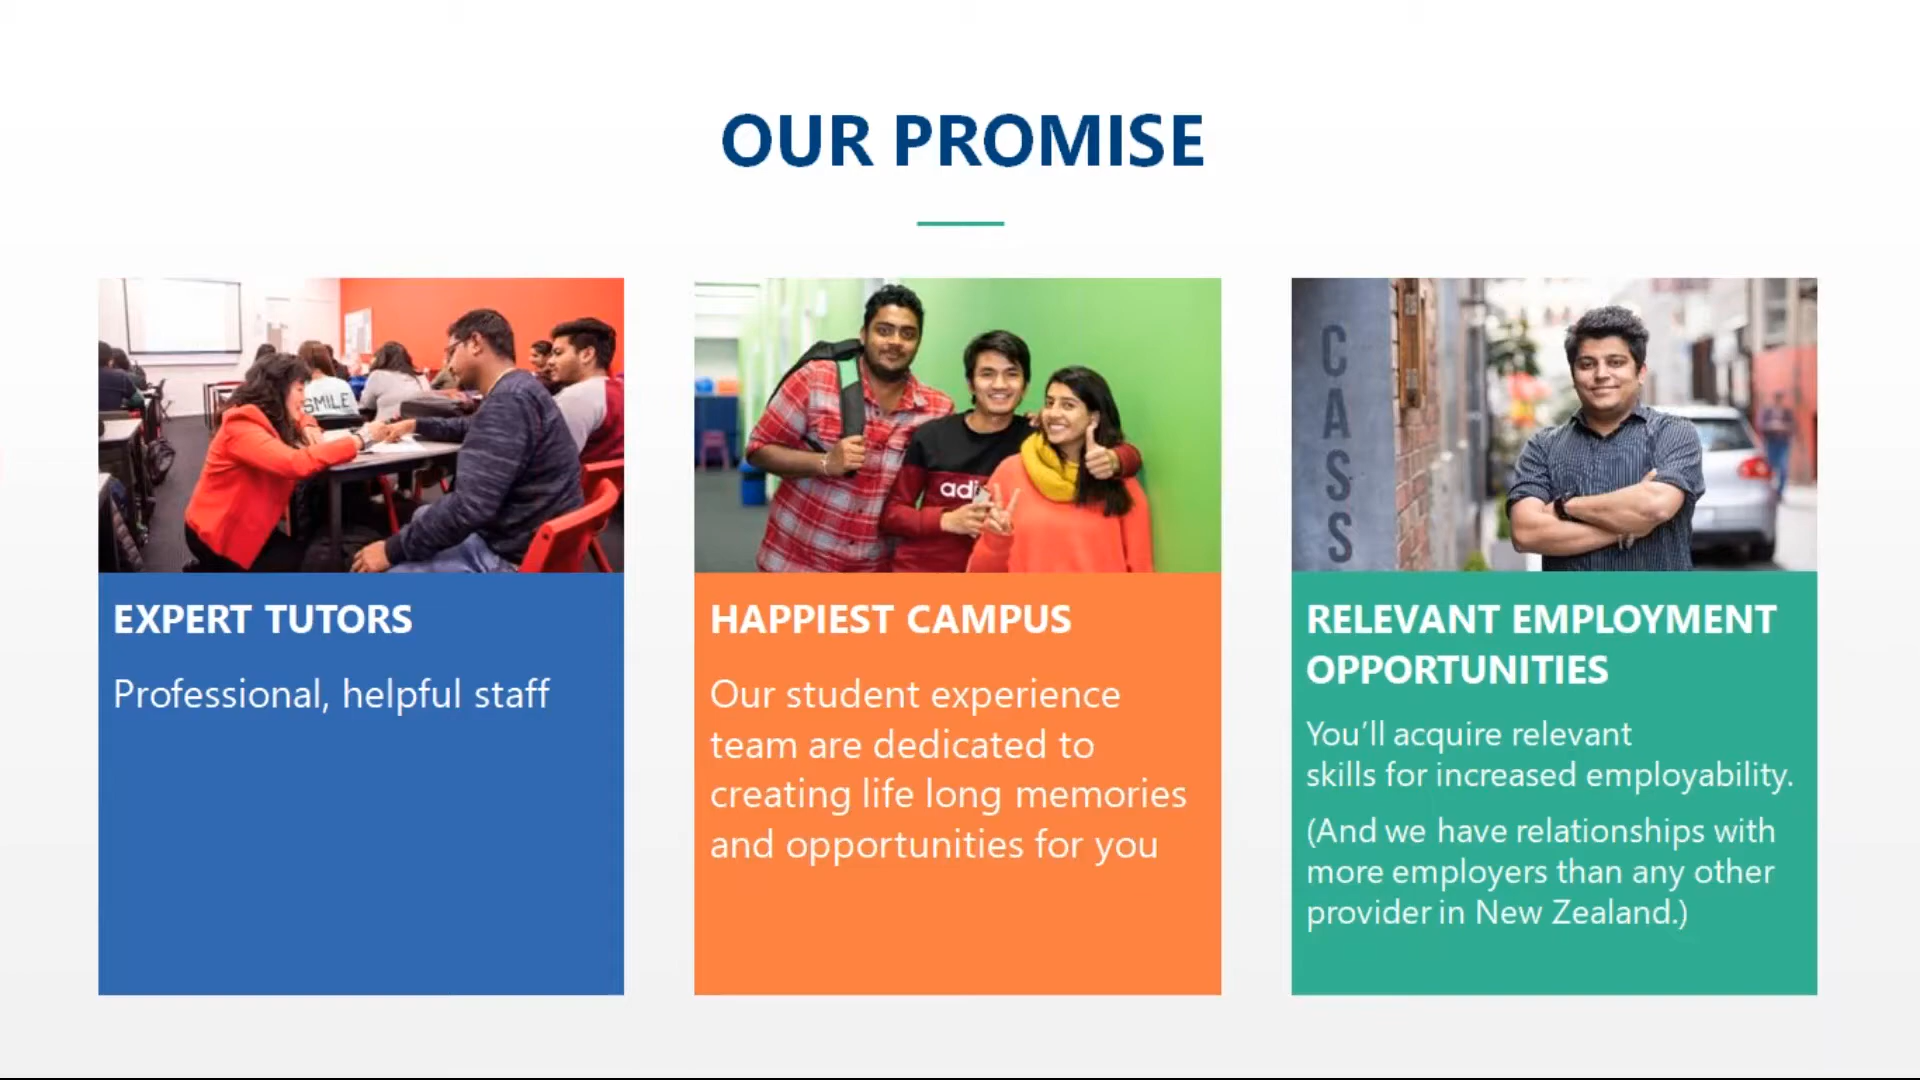 OUR PROMISE
SMILE
adi
CASS
EXPERT TUTORS
Professional, helpful staff
HAPPIEST CAMPUS
Our student experience
team are dedicated to
creating life long memories
and opportunities for you
RELEVANT EMPLOYMENT
OPPORTUNITIES
You’ll acquire relevant
skills for increased employability.
(And we have relationships with
more employers than any other
provider in New Zealand.)